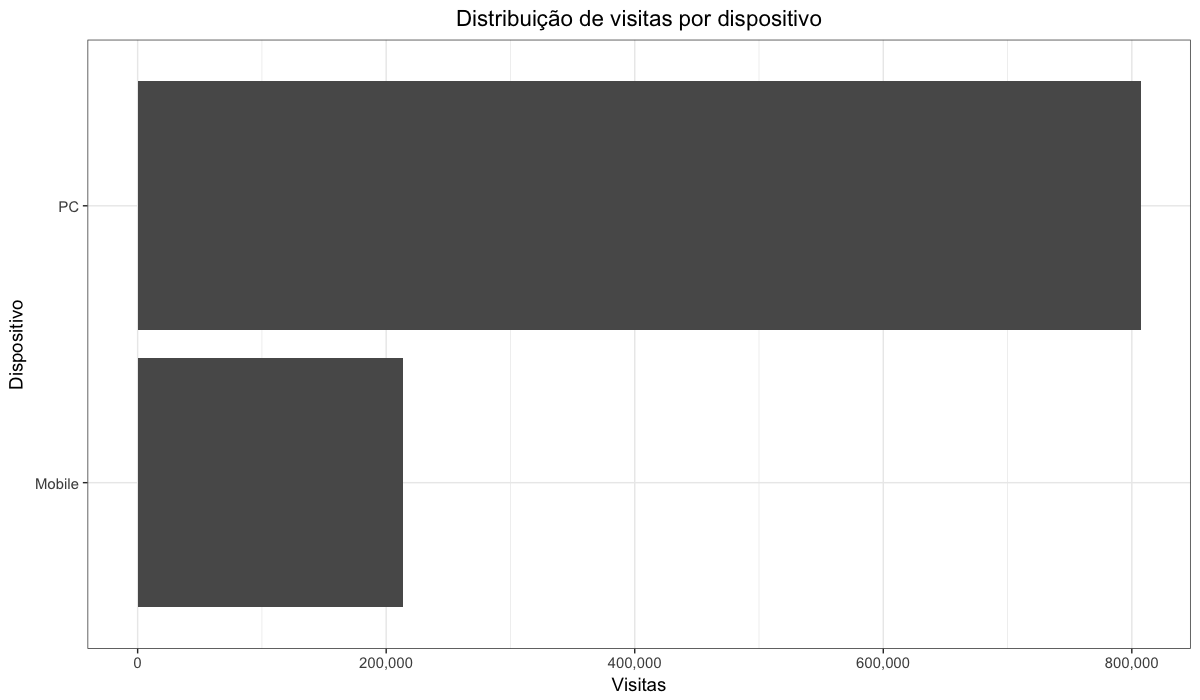 Distribuição de visitas por dispositivo
Dispositivo
PC
Mobile
0
200,000
400,000
600,000
800,000
Visitas